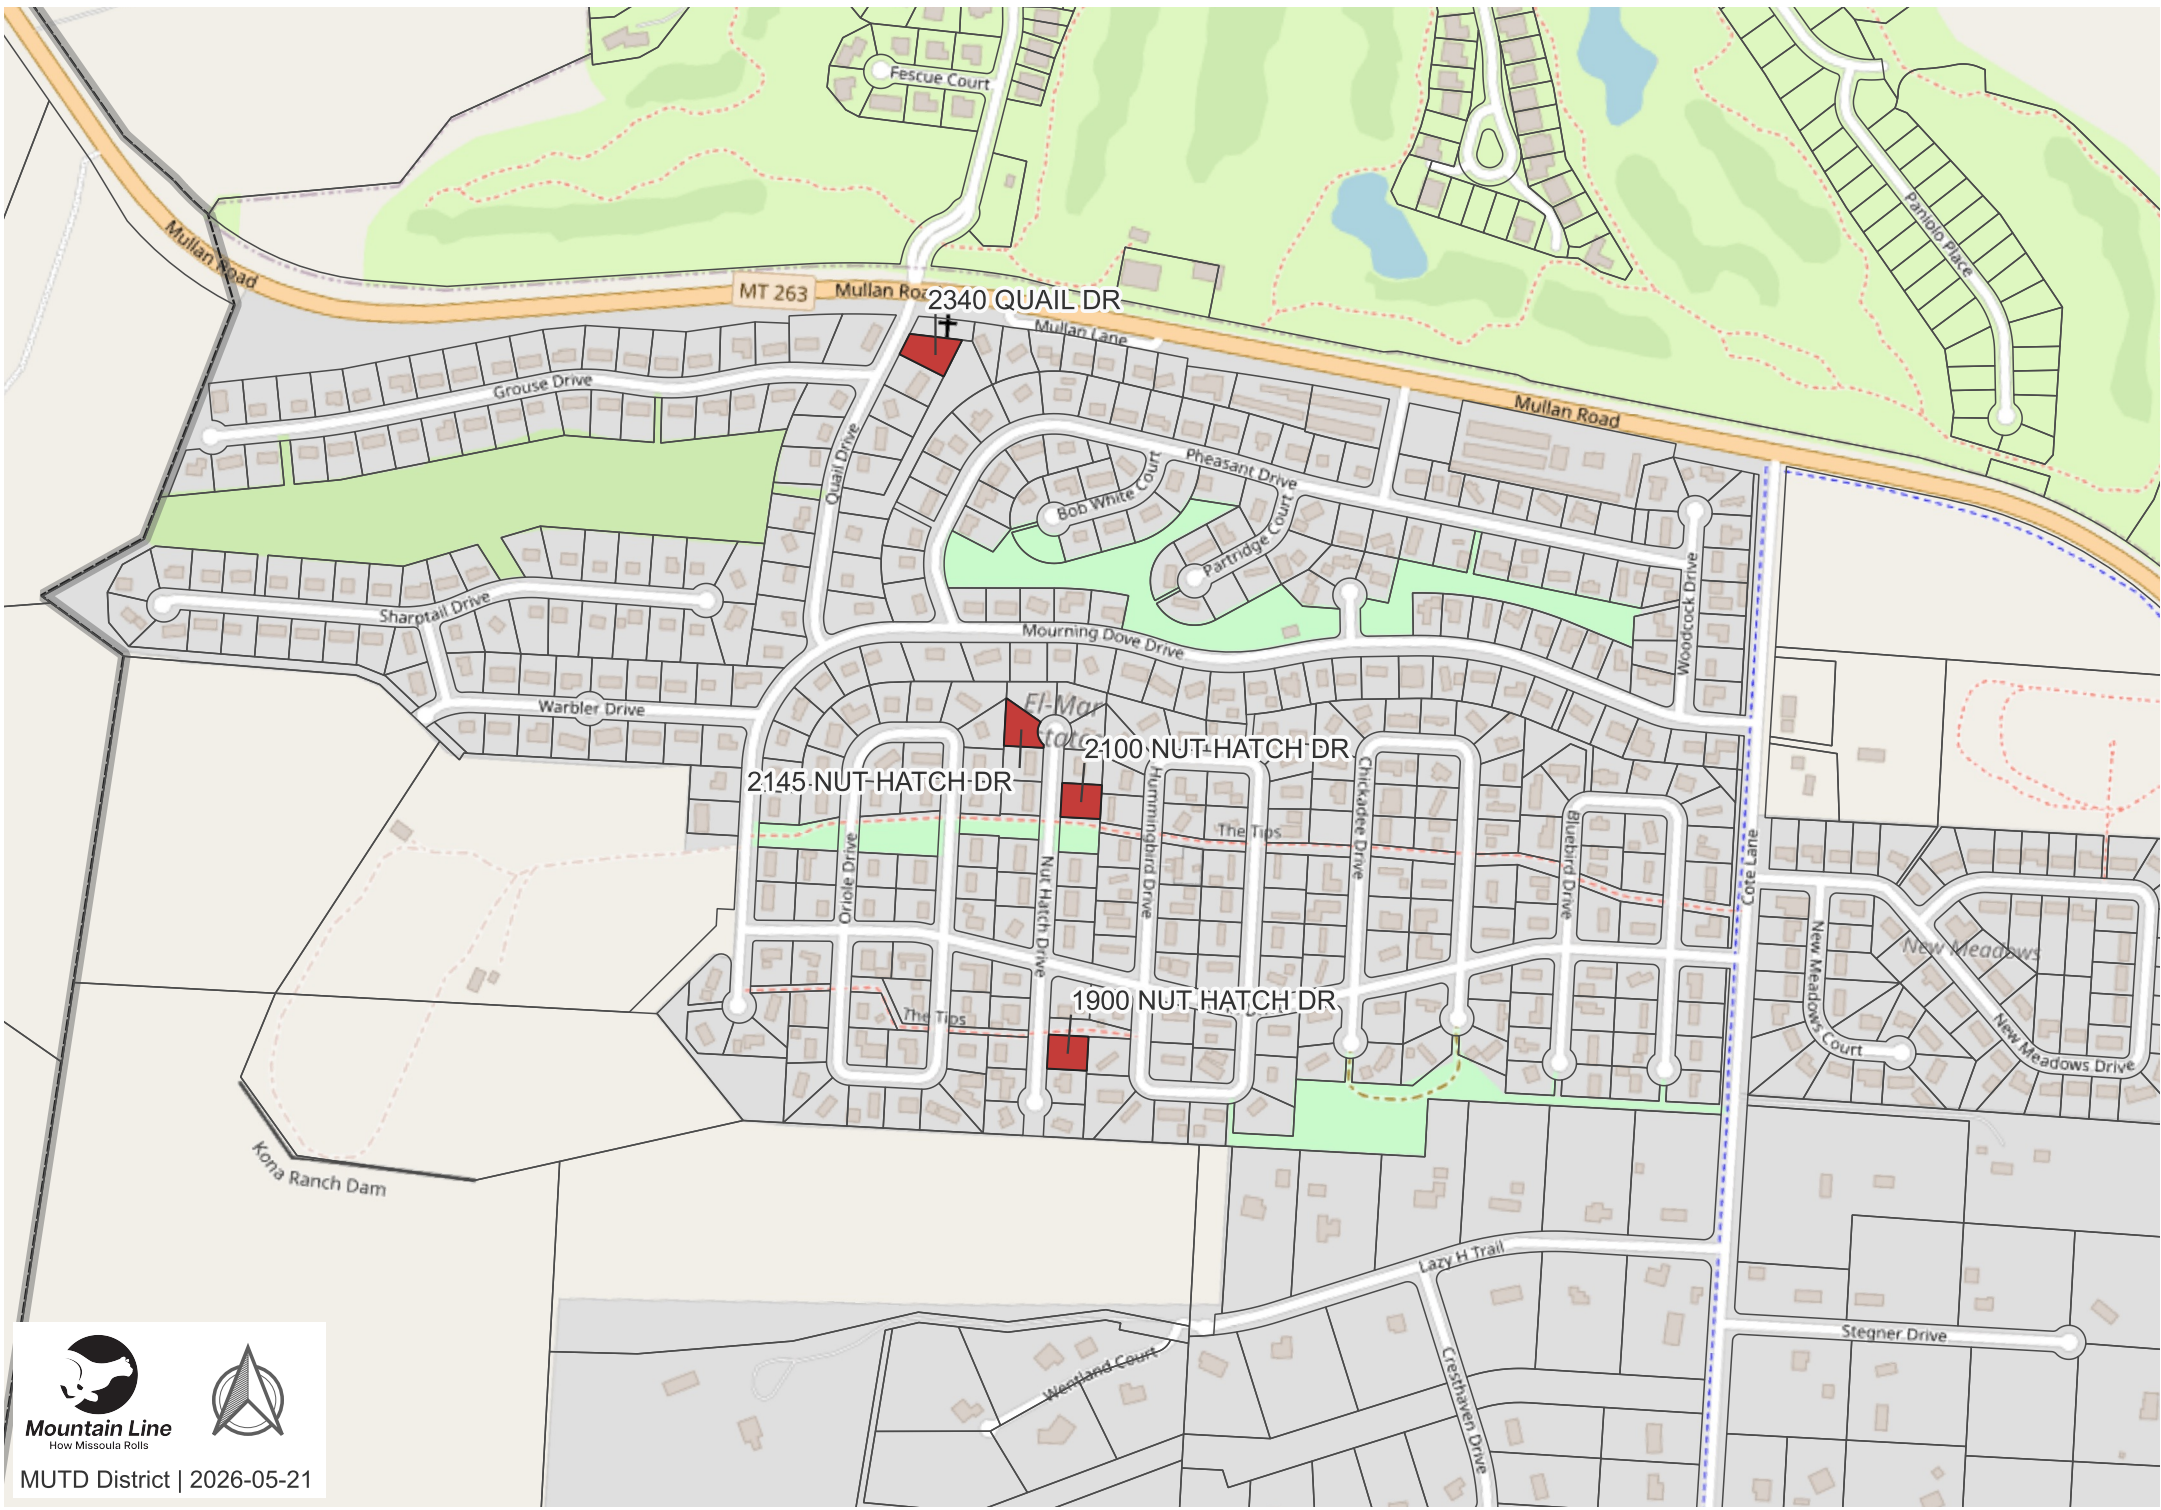 Fescue Court
Paniolo Place
Mullan Road
MT 263
Mullan Roa
2340 QUAIL DR
Mullan Lane
Grouse Drive
Mullan Road
Quail Drive
Pheasant Drive
Bob White Court
Partridge Court
Sharptail Drive
Mourning Dove Drive
Woodcock Drive
Warbler Drive
El-Mar
2100 NUT HATCH DR
2145 NUT HATCH DR
Hummingbird Drive
Chickadee Drive
The Tips
Bluebird Drive
Oriole Drive
Nut Hatch Drive
Cote Lane
New Meadows
New Meadows Court
New Meadows Drive
1900 NUT HATCH DR
The Tips
Kona Ranch Dam
Lazy H Trail
Stegner Drive
Wentland Court
Cresthaven Drive
Mountain Line
How Missoula Rolls
MUTD District | 2026-05-21